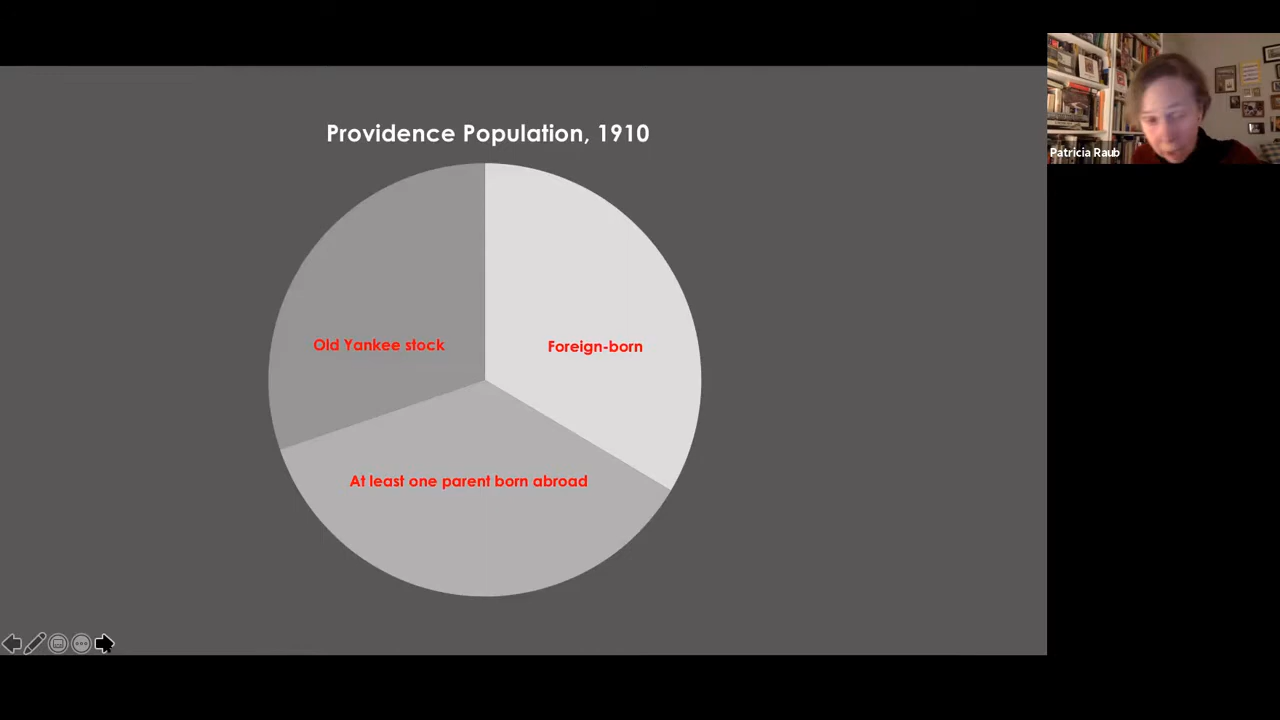 Providence Population, 1910
Patricia Raub
Old Yankee stock
Foreign-born
At least one parent born abroad